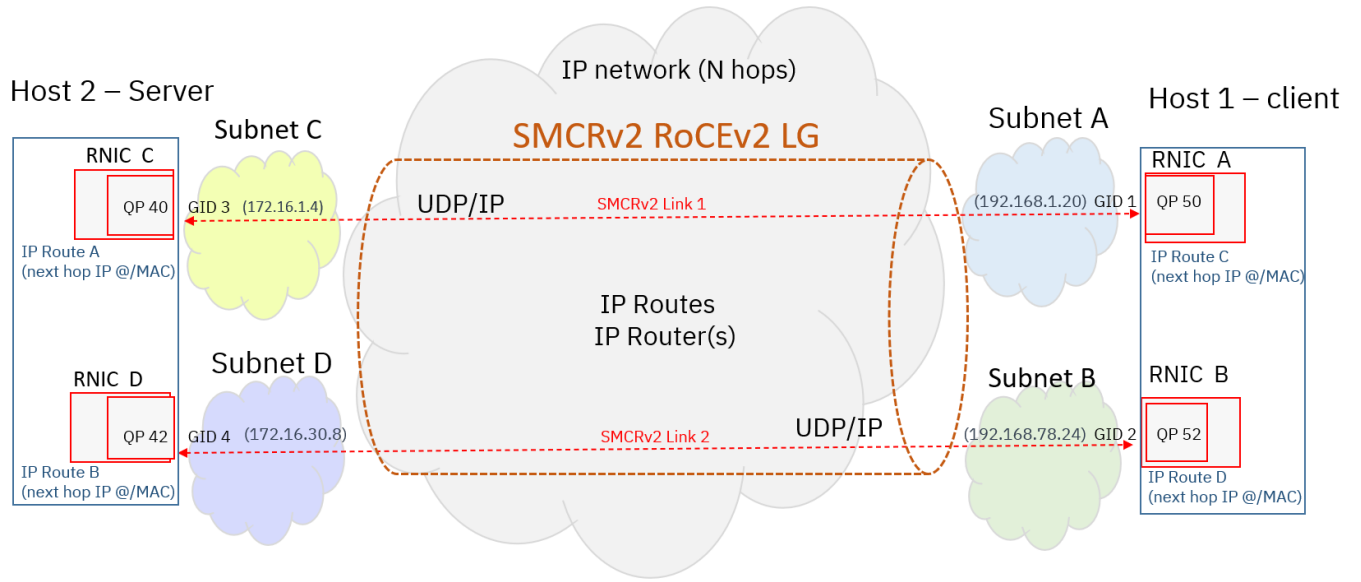 IP network (N hops)
Host 2 – Server
Host 1 – client
Subnet C
SMCRv2 RoCEv2 LG
Subnet A
RNIC C
RNIC A
QP 40
GID 3 (172.16.1.4)
UDP/IP
SMCRv2 Link 1
(192.168.1.20) GID 1
QP 50
IP Route A
(next hop IP @/MAC)
IP Route C
(next hop IP @/MAC)
IP Routes
IP Router(s)
Subnet D
Subnet B
RNIC D
RNIC B
QP 42
GID 4 (172.16.30.8)
SMCRv2 Link 2
UDP/IP
(192.168.78.24) GID 2
QP 52
IP Route B
(next hop IP @/MAC)
IP Route D
(next hop IP @/MAC)